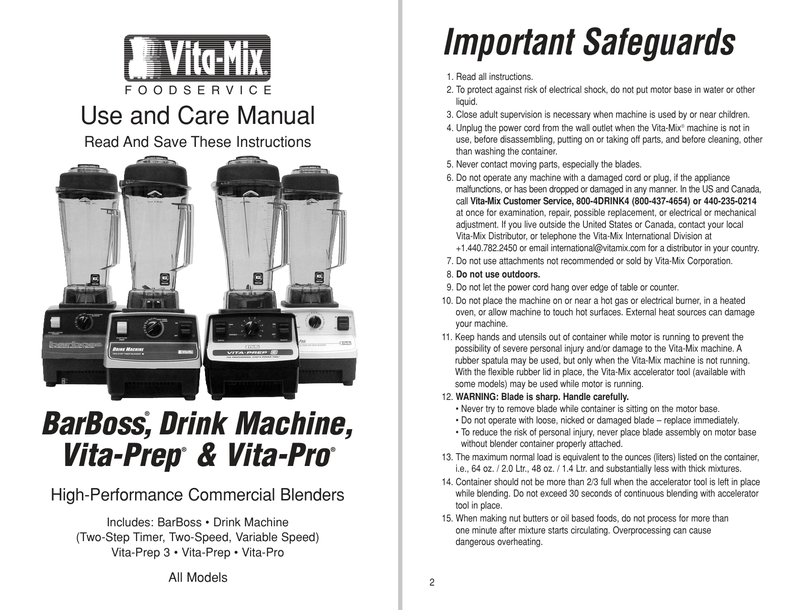 Vita-Mix®
FOODSERVICE
Use and Care Manual
Read And Save These Instructions
DRINK MACHINE
VITA-PREP 3
BarBoss®, Drink Machine,
Vita-Prep® & Vita-Pro®
High-Performance Commercial Blenders
Includes: BarBoss • Drink Machine
(Two-Step Timer, Two-Speed, Variable Speed)
Vita-Prep 3 • Vita-Prep • Vita-Pro
All Models
Important Safeguards
1. Read all instructions.
2. To protect against risk of electrical shock, do not put motor base in water or other
liquid.
3. Close adult supervision is necessary when machine is used by or near children.
4. Unplug the power cord from the wall outlet when the Vita-Mix® machine is not in
use, before disassembling, putting on or taking off parts, and before cleaning, other
than washing the container.
5. Never contact moving parts, especially the blades.
6. Do not operate any machine with a damaged cord or plug, if the appliance
malfunctions, or has been dropped or damaged in any manner. In the US and Canada,
call Vita-Mix Customer Service, 800-4DRINK4 (800-437-4654) or 440-235-0214
at once for examination, repair, possible replacement, or electrical or mechanical
adjustment. If you live outside the United States or Canada, contact your local
Vita-Mix Distributor, or telephone the Vita-Mix International Division at
+1.440.782.2450 or email international@vitamix.com for a distributor in your country.
7. Do not use attachments not recommended or sold by Vita-Mix Corporation.
8. Do not use outdoors.
9. Do not let the power cord hang over edge of table or counter.
10. Do not place the machine on or near a hot gas or electrical burner, in a heated
oven, or allow machine to touch hot surfaces. External heat sources can damage
your machine.
11. Keep hands and utensils out of container while motor is running to prevent the
possibility of severe personal injury and/or damage to the Vita-Mix machine. A
rubber spatula may be used, but only when the Vita-Mix machine is not running.
With the flexible rubber lid in place, the Vita-Mix accelerator tool (available with
some models) may be used while motor is running.
12. WARNING: Blade is sharp. Handle carefully.
• Never try to remove blade while container is sitting on the motor base.
• Do not operate with loose, nicked or damaged blade – replace immediately.
• To reduce the risk of personal injury, never place blade assembly on motor base
without blender container properly attached.
13. The maximum normal load is equivalent to the ounces (liters) listed on the container,
i.e., 64 oz. / 2.0 Ltr., 48 oz. / 1.4 Ltr. and substantially less with thick mixtures.
14. Container should not be more than 2/3 full when the accelerator tool is left in place
while blending. Do not exceed 30 seconds of continuous blending with accelerator
tool in place.
15. When making nut butters or oil based foods, do not process for more than
one minute after mixture starts circulating. Overprocessing can cause
dangerous overheating.
2